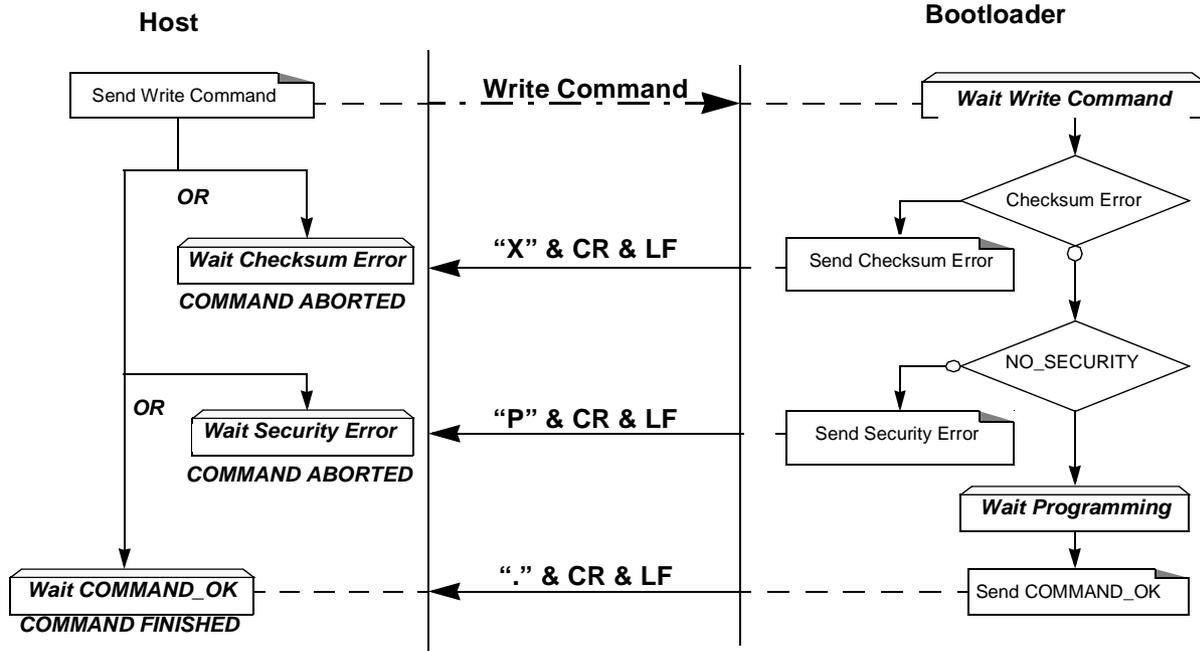 Host
Bootloader
Send Write Command
Write Command
Wait Write Command
OR
Checksum Error
Wait Checksum Error
“X” & CR & LF
Send Checksum Error
COMMAND ABORTED
NO_SECURITY
OR
Wait Security Error
“P” & CR & LF
Send Security Error
COMMAND ABORTED
Wait Programming
Wait COMMAND_OK
“.” & CR & LF
Send COMMAND_OK
COMMAND FINISHED